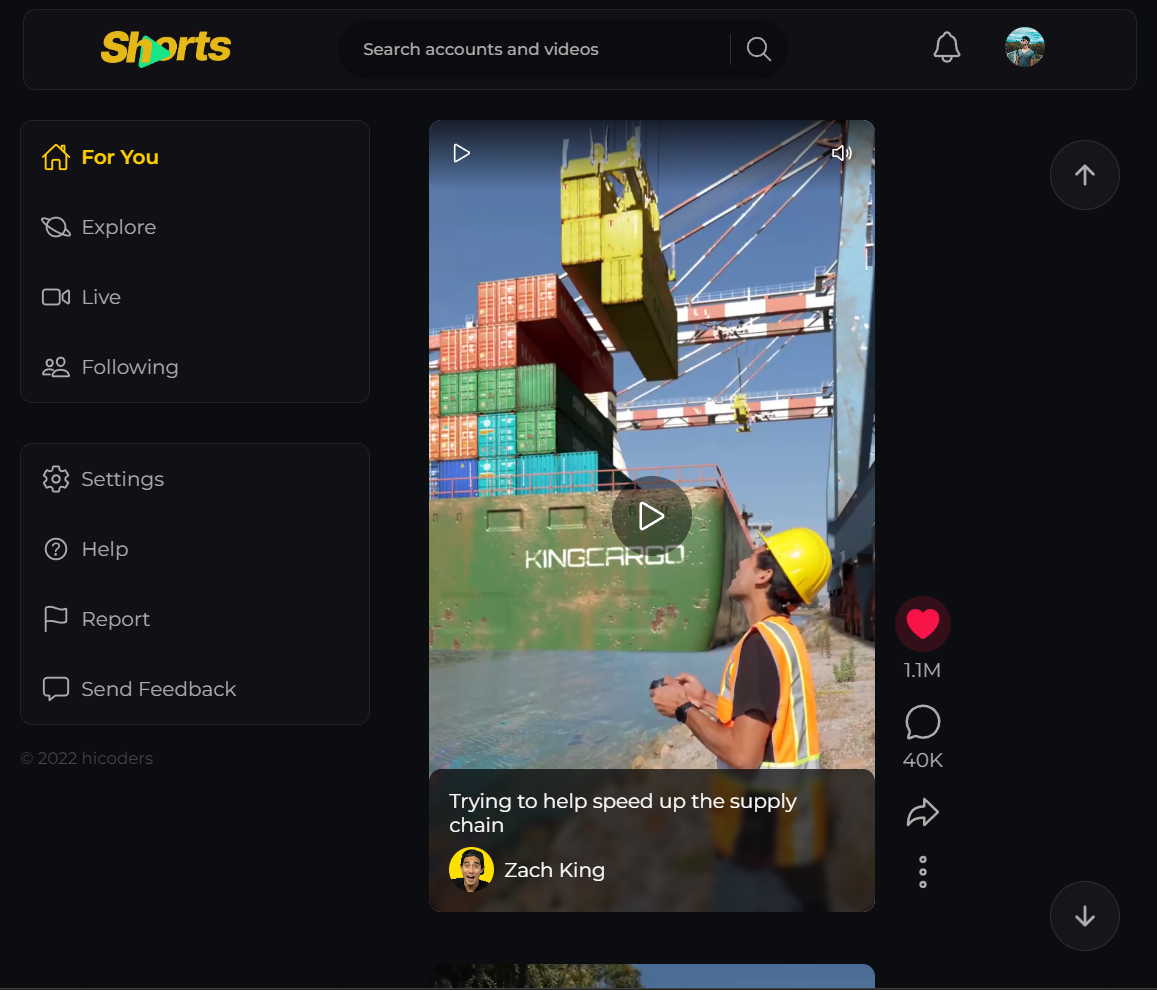 Shorts
Search accounts and videos
For You
Explore
Live
Following
Settings
Help
Report
Send Feedback
© 2022 hicoders
KINGCARGO
1.1M
40K
Trying to help speed up the supply
chain
Zach King